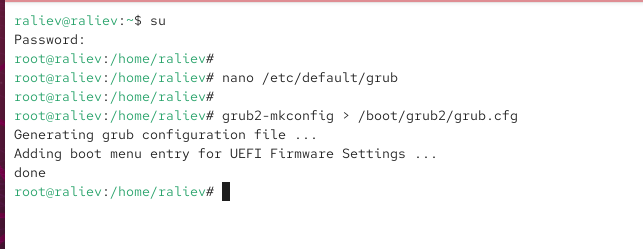 raliev@raliev:~$ su
Password:
root@raliev:/home/raliev#
root@raliev:/home/raliev# nano /etc/default/grub
root@raliev:/home/raliev#
root@raliev:/home/raliev# grub2-mkconfig > /boot/grub2/grub.cfg
Generating grub configuration file ...
Adding boot menu entry for UEFI Firmware Settings ...
done
root@raliev:/home/raliev#